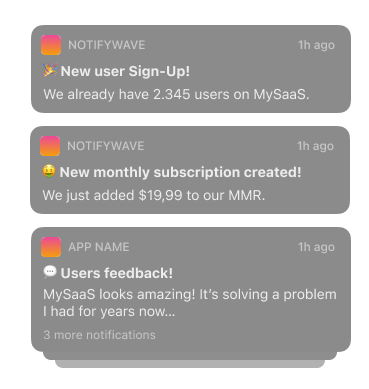 NOTIFYWAVE 1h ago
🎉 New user Sign-Up!
We already have 2.345 users on MySaaS.
NOTIFYWAVE 1h ago
🤑 New monthly subscription created!
We just added $19,99 to our MMR.
APP NAME 1h ago
💬 Users feedback!
MySaaS looks amazing! It's solving a problem
I had for years now...
3 more notifications